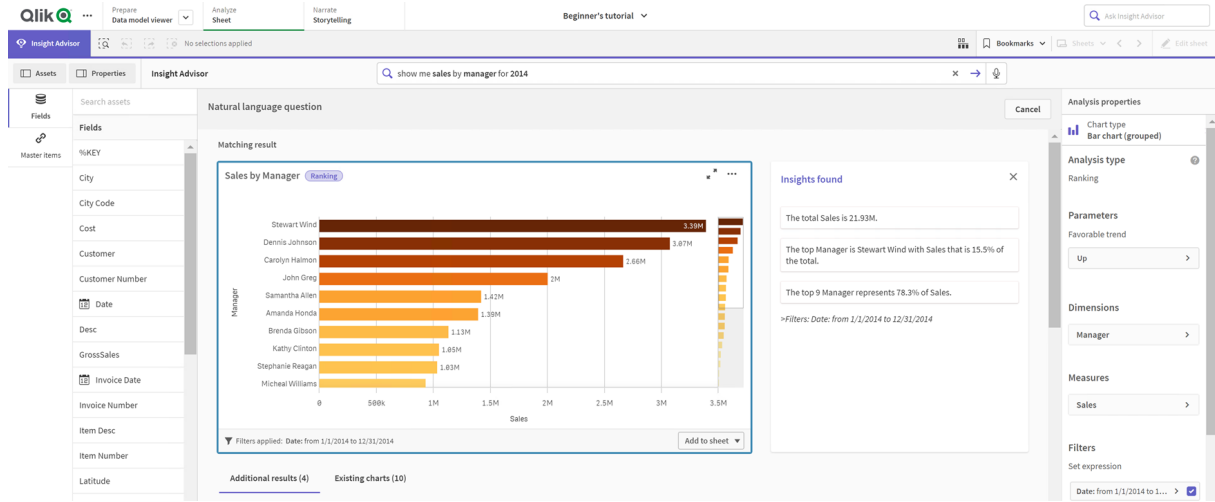 Qlik
Prepare
Data model viewer
Analyze
Sheet
Narrate
Storytelling
Beginner's tutorial
Ask Insight Advisor
Insight Advisor
No selections applied
Bookmarks
Sheets
Edit sheet
Assets
Properties
Insight Advisor
show me sales by manager for 2014
Fields
Master items
Search assets
Fields
%KEY
City
City Code
Cost
Customer
Customer Number
Date
Desc
GrossSales
Invoice Date
Invoice Number
Item Desc
Item Number
Latitude
Natural language question
Cancel
Matching result
Sales by Manager Ranking
Manager
Stewart Wind 3.39M
Dennis Johnson 3.07M
Carolyn Halmon 2.66M
John Greg 2M
Samantha Allen 1.42M
Amanda Honda 1.39M
Brenda Gibson 1.13M
Kathy Clinton 1.05M
Stephanie Reagan 1.03M
Micheal Williams
0 500k 1M 1.5M 2M 2.5M 3M 3.5M
Sales
Filters applied: Date: from 1/1/2014 to 12/31/2014
Add to sheet
Additional results (4)
Existing charts (10)
Insights found
The total Sales is 21.93M.
The top Manager is Stewart Wind with Sales that is 15.5% of
the total.
The top 9 Manager represents 78.3% of Sales.
>Filters: Date: from 1/1/2014 to 12/31/2014
Analysis properties
Chart type
Bar chart (grouped)
Analysis type
Ranking
Parameters
Favorable trend
Up
Dimensions
Manager
Measures
Sales
Filters
Set expression
Date: from 1/1/2014 to 1...